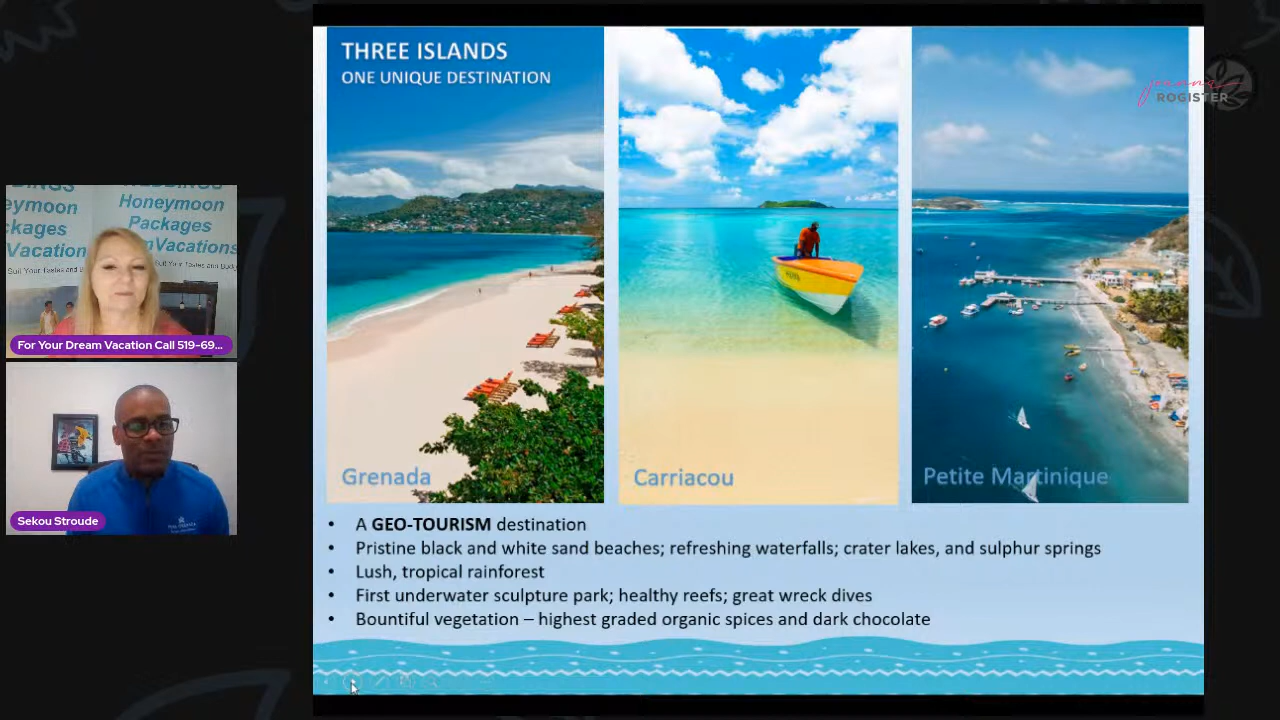 THREE ISLANDS
ONE UNIQUE DESTINATION
Grenada
Carriacou
Petite Martinique
• A GEO-TOURISM destination
• Pristine black and white sand beaches; refreshing waterfalls; crater lakes, and sulphur springs
• Lush, tropical rainforest
• First underwater sculpture park; healthy reefs; great wreck dives
• Bountiful vegetation – highest graded organic spices and dark chocolate
ROGISTER
Honeymoon
Packages
Vacations
For Your Dream Vacation Call 519-69...
Sekou Stroude